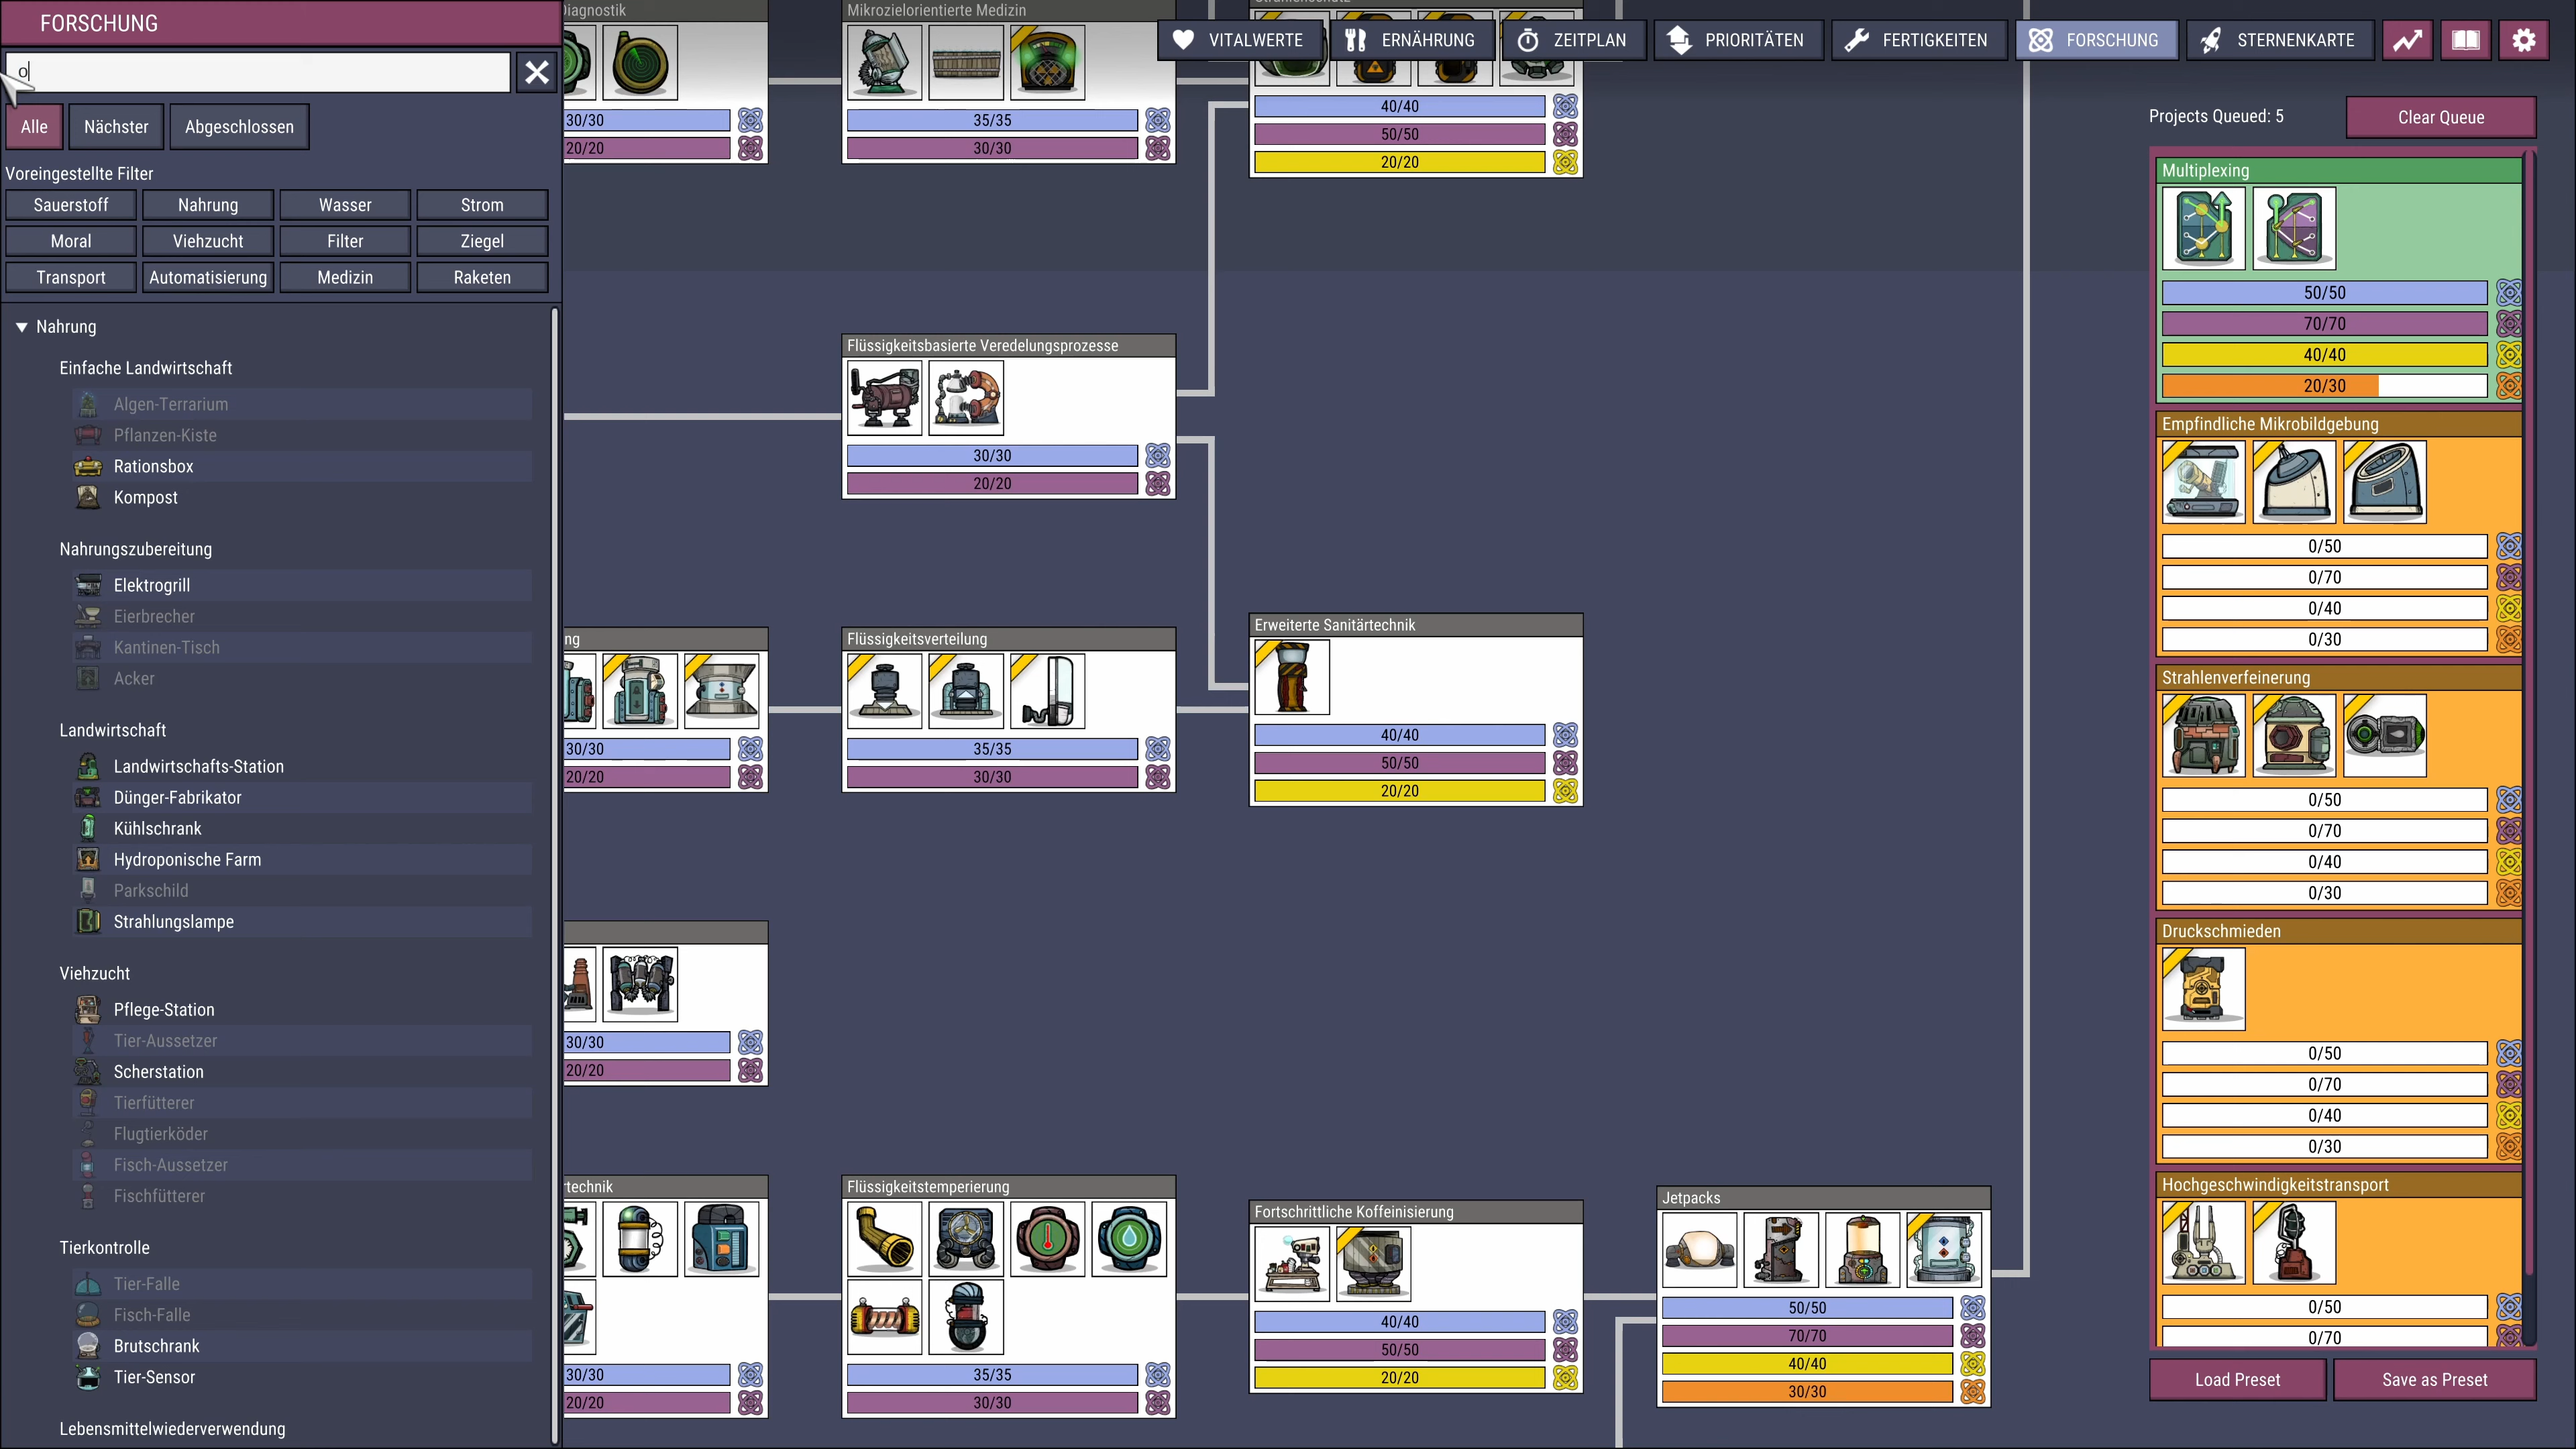 FORSCHUNG
o
Alle
Nächster
Abgeschlossen
Voreingestellte Filter
Sauerstoff
Nahrung
Wasser
Strom
Moral
Viehzucht
Filter
Ziegel
Transport
Automatisierung
Medizin
Raketen
Nahrung
Einfache Landwirtschaft
Algen-Terrarium
Pflanzen-Kiste
Rationsbox
Kompost
Nahrungszubereitung
Elektrogrill
Eierbrecher
Kantinen-Tisch
Acker
Landwirtschaft
Landwirtschafts-Station
Dünger-Fabrikator
Kühlschrank
Hydroponische Farm
Parkschild
Strahlungslampe
Viehzucht
Pflege-Station
Tier-Aussetzer
Scherstation
Tierfütterer
Flugtierköder
Fisch-Aussetzer
Fischfütterer
Tierkontrolle
Tier-Falle
Fisch-Falle
Brutschrank
Tier-Sensor
Lebensmittelwiederverwendung
Diagnostik
30/30
20/20
ng
30/30
20/20
30/30
20/20
rtechnik
30/30
20/20
Mikrozielorientierte Medizin
35/35
30/30
Flüssigkeitsbasierte Veredelungsprozesse
30/30
20/20
Flüssigkeitsverteilung
35/35
30/30
Flüssigkeitstemperierung
35/35
30/30
VITALWERTE
ERNÄHRUNG
ZEITPLAN
PRIORITÄTEN
FERTIGKEITEN
FORSCHUNG
STERNENKARTE
40/40
50/50
20/20
Erweiterte Sanitärtechnik
40/40
50/50
20/20
Fortschrittliche Koffeinisierung
40/40
50/50
20/20
Jetpacks
50/50
70/70
40/40
30/30
Projects Queued: 5
Clear Queue
Multiplexing
50/50
70/70
40/40
20/30
Empfindliche Mikrobildgebung
0/50
0/70
0/40
0/30
Strahlenverfeinerung
0/50
0/70
0/40
0/30
Druckschmieden
0/50
0/70
0/40
0/30
Hochgeschwindigkeitstransport
0/50
0/70
Load Preset
Save as Preset